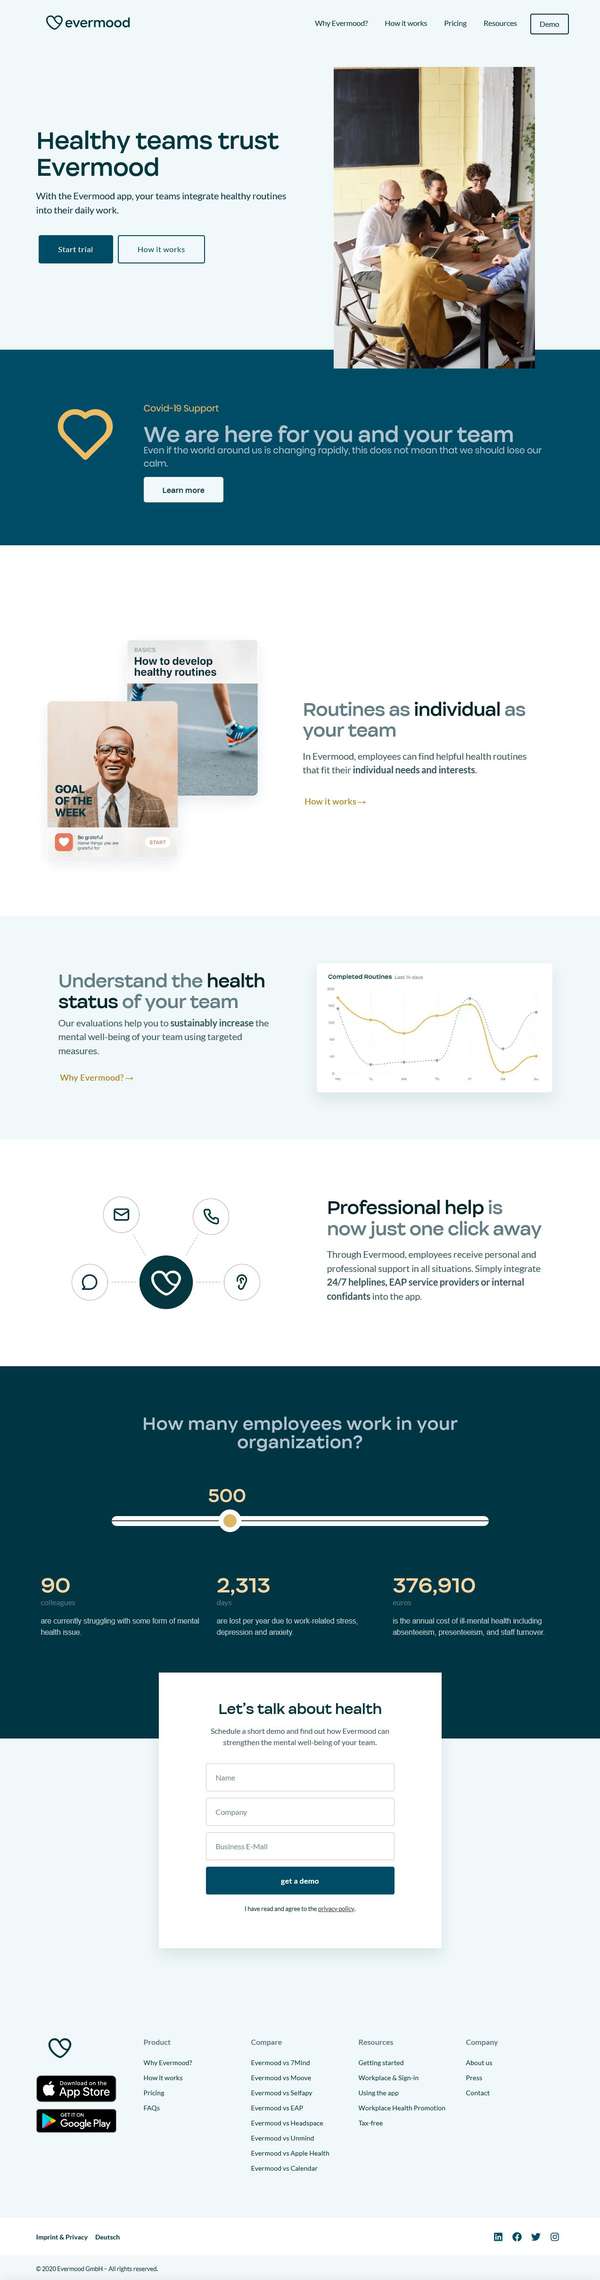 evermood
Why Evermood?
How it works
Pricing
Resources
Demo
Healthy teams trust
Evermood
With the Evermood app, your teams integrate healthy routines
into their daily work.
Start trial
How it works
Covid-19 Support
We are here for you and your team
Even if the world around us is changing rapidly, this does not mean that we should lose our
calm.
Learn more
BASICS
How to develop
healthy routines
GOAL
OF THE
WEEK
Be grateful
Name things you are
grateful for
START
Routines as individual as
your team
In Evermood, employees can find helpful health routines
that fit their individual needs and interests.
How it works →
Understand the health
status of your team
Our evaluations help you to sustainably increase the
mental well-being of your team using targeted
measures.
Why Evermood? →
Completed Routines Last 14 days
Professional help is
now just one click away
Through Evermood, employees receive personal and
professional support in all situations. Simply integrate
24/7 helplines, EAP service providers or internal
confidants into the app.
How many employees work in your
organization?
500
90
colleagues
are currently struggling with some form of mental
health issue.
2,313
days
are lost per year due to work-related stress,
depression and anxiety.
376,910
euros
is the annual cost of ill-mental health including
absenteeism, presenteeism, and staff turnover.
Let's talk about health
Schedule a short demo and find out how Evermood can
strengthen the mental well-being of your team.
Name
Company
Business E-Mail
get a demo
I have read and agree to the privacy policy.
Download on the
App Store
GET IT ON
Google Play
Product
Why Evermood?
How it works
Pricing
FAQs
Compare
Evermood vs 7Mind
Evermood vs Moove
Evermood vs Selfapy
Evermood vs EAP
Evermood vs Headspace
Evermood vs Unmind
Evermood vs Apple Health
Evermood vs Calendar
Resources
Getting started
Workplace & Sign-in
Using the app
Workplace Health Promotion
Tax-free
Company
About us
Press
Contact
Imprint & Privacy
Deutsch
© 2020 Evermood GmbH – All rights reserved.